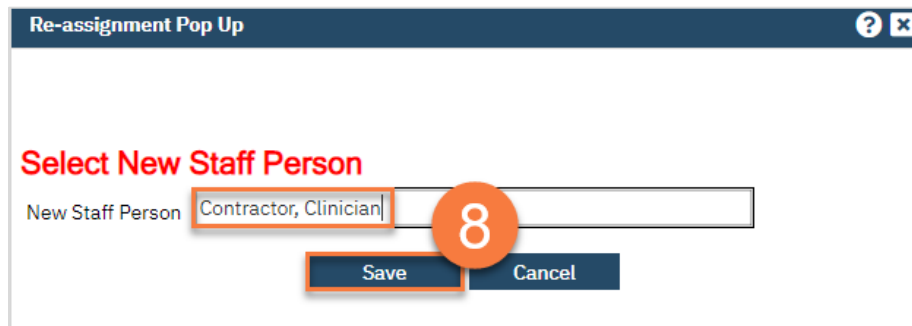 Re-assignment Pop Up ? x
Select New Staff Person
New Staff Person Contractor, Clinician
8
Save Cancel